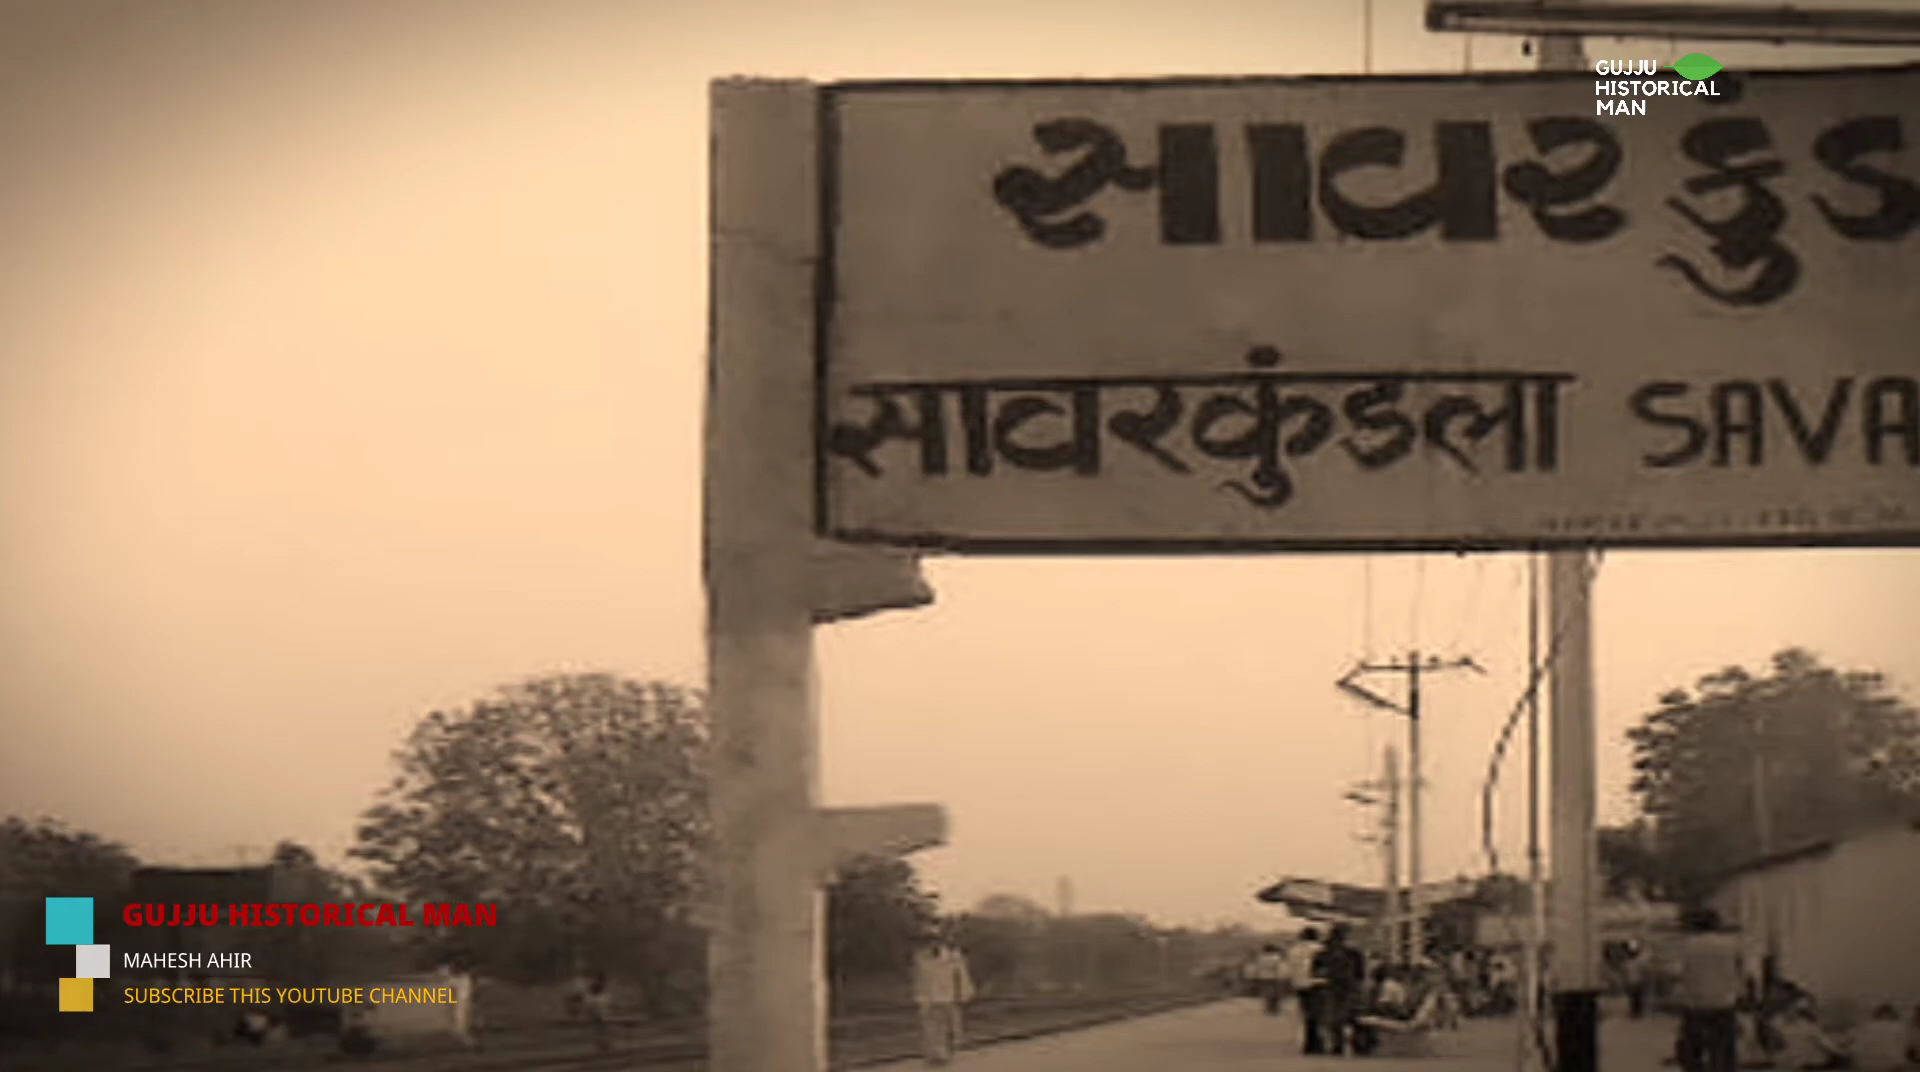 GUJJU
HISTORICAL
MAN
સાવરકુંડ
सावरकुंडला SAVA
GUJJU HISTORICAL MAN
MAHESH AHIR
SUBSCRIBE THIS YOUTUBE CHANNEL